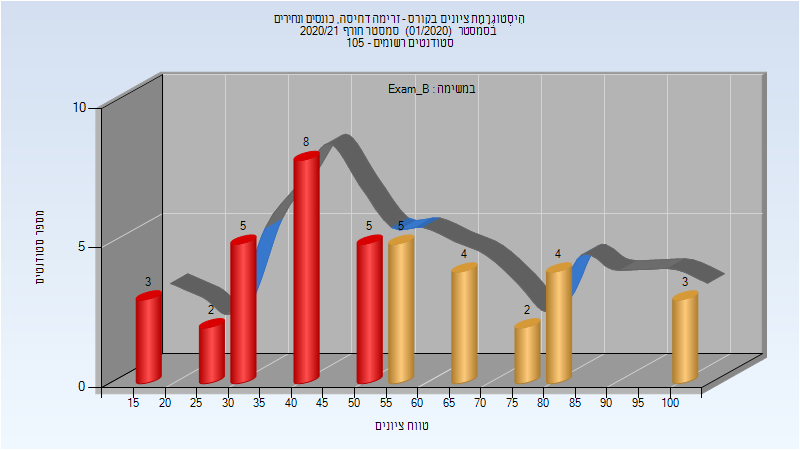 היסטוגרמת ציונים בקורס - זרימה דחיסה, כונסים ונחירים
בסמסטר (01/2020) סמסטר חורף 2020/21
סטודנטים רשומים - 105
במשימה : Exam_B
מספר סטודנטים
10
5
0
3
2
5
8
5
5
4
2
4
3
15 20 25 30 35 40 45 50 55 60 65 70 75 80 85 90 95 100
טווח ציונים